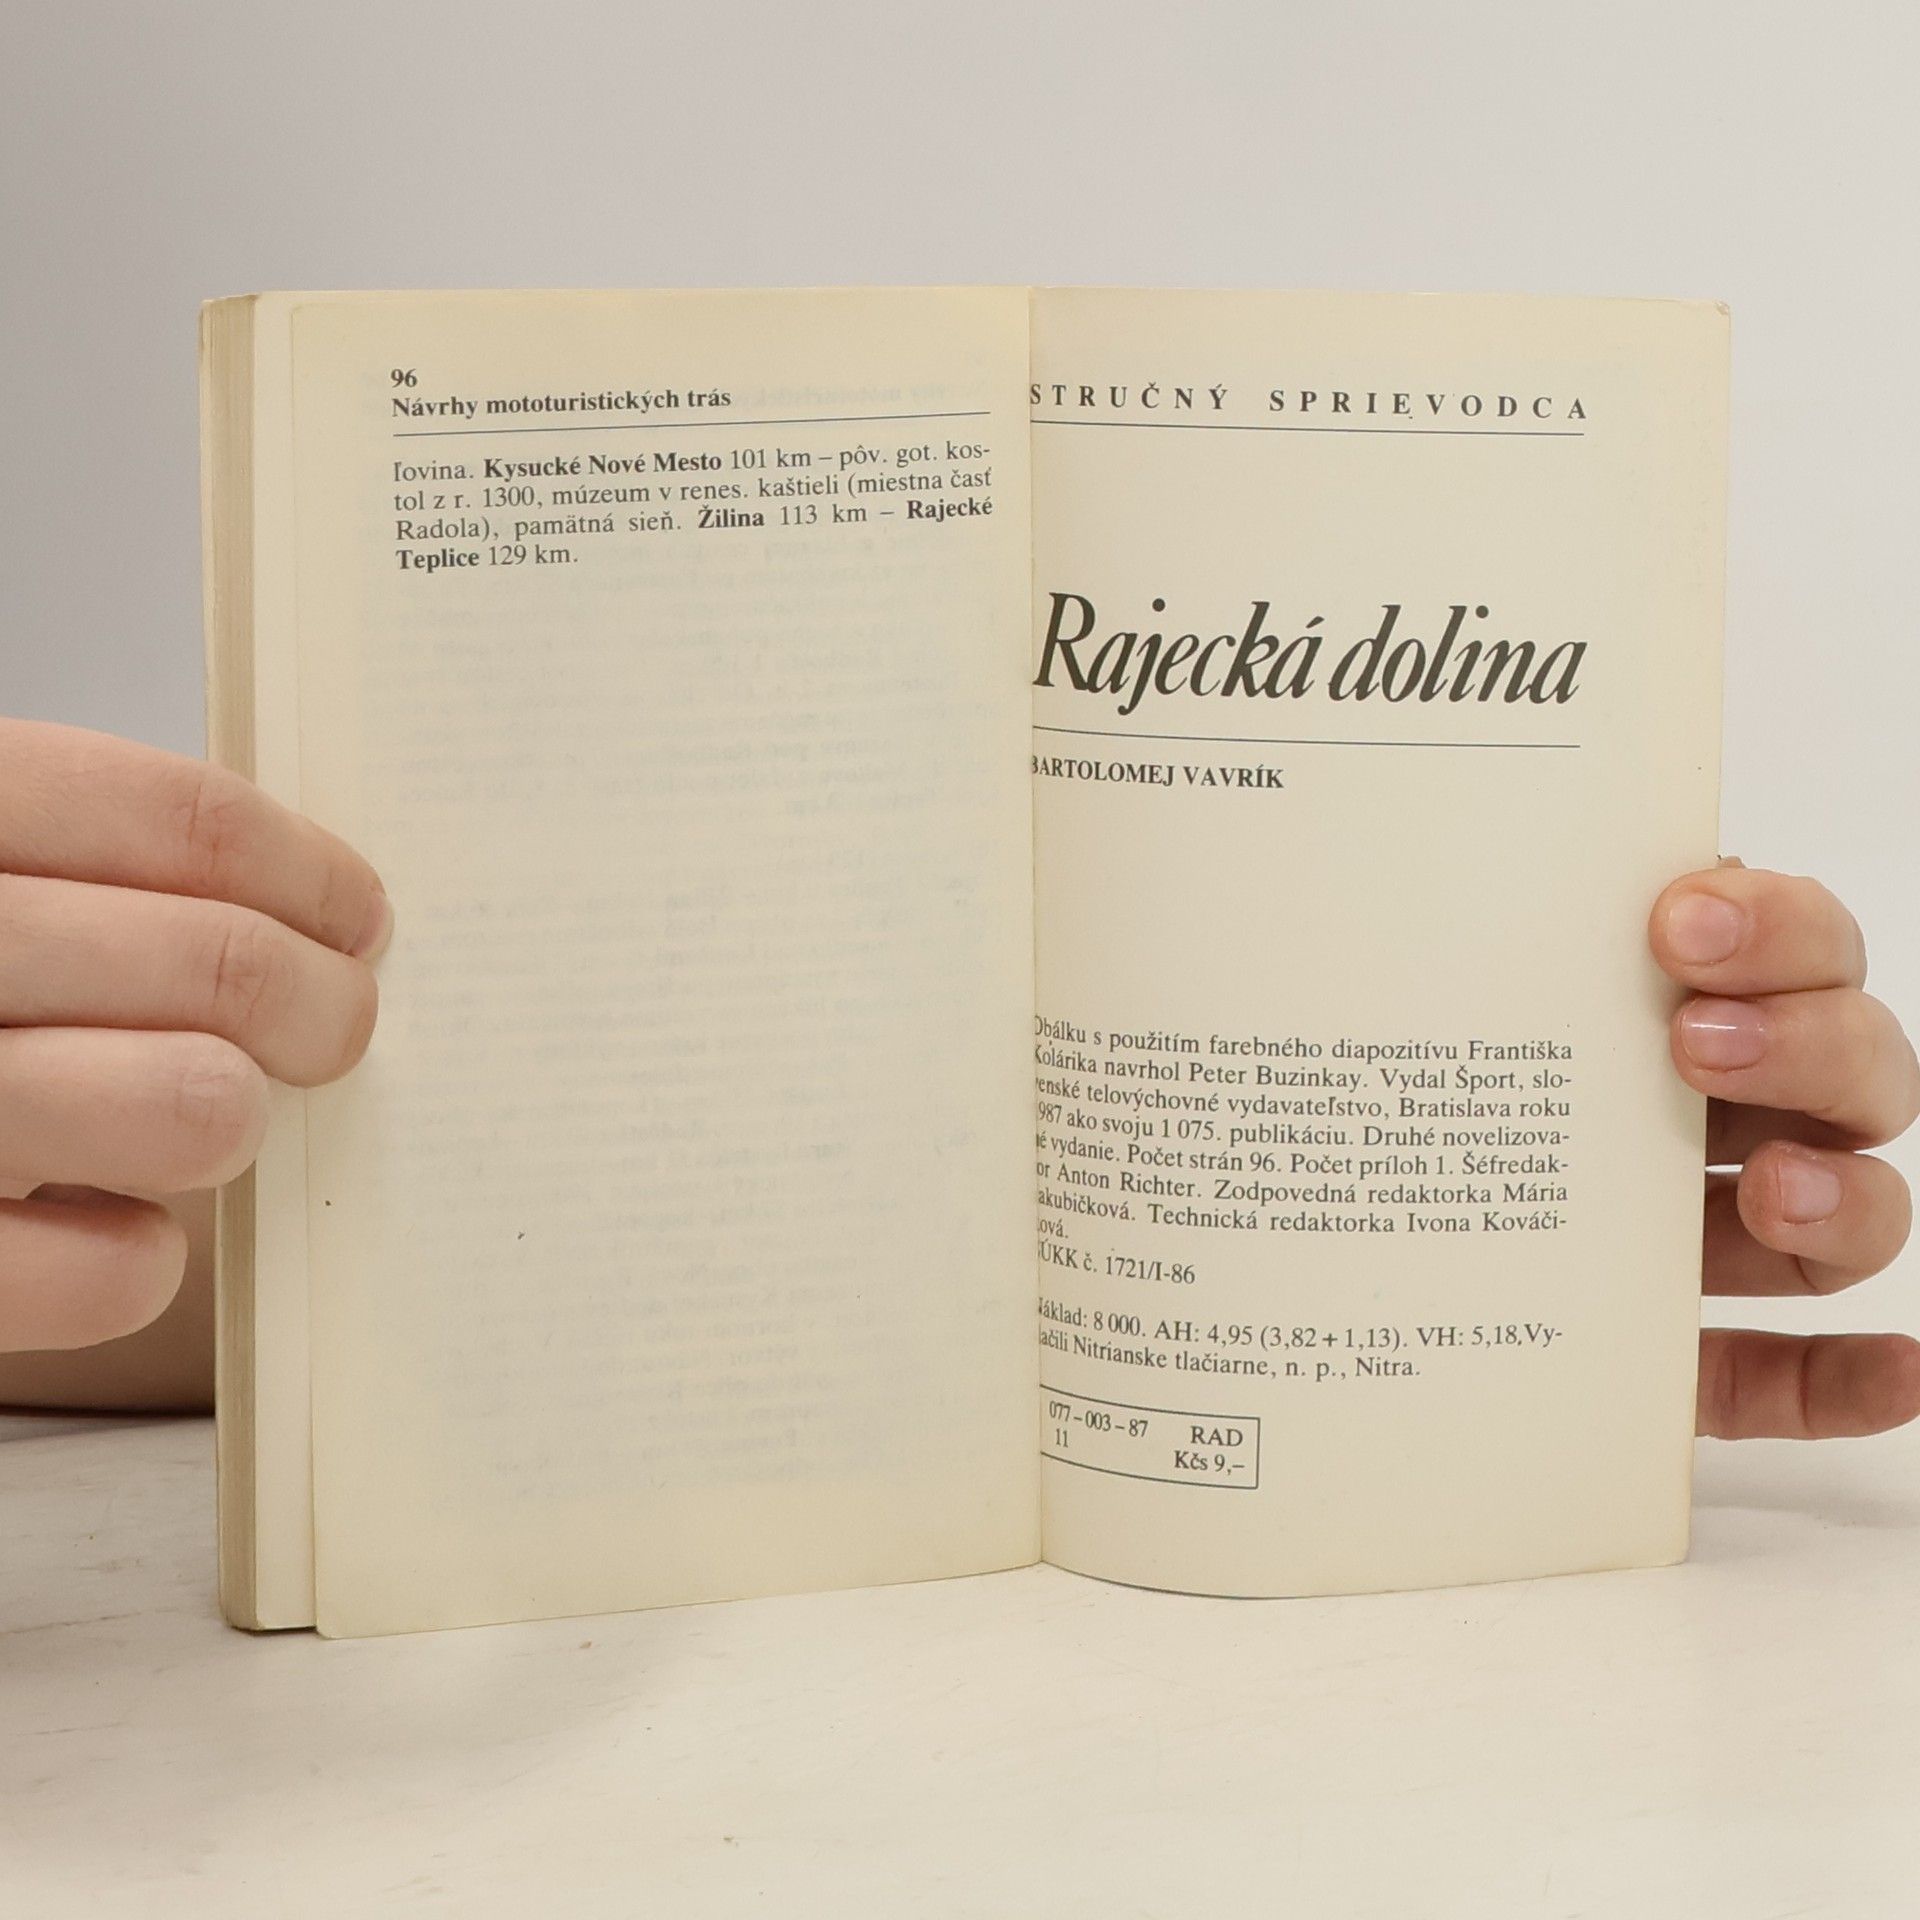 96
Návrhy mototuristických trás
ľovina. Kysucké Nové Mesto 101 km – pôv. got. kos-
tol z r. 1300, múzeum v renes. kaštieli (miestna časť
Radola), pamätná sieň. Žilina 113 km – Rajecké
Teplice 129 km.
STRUČNÝ SPRIEVODCA
Rajecká dolina
BARTOLOMEJ VAVRÍK
Obálku s použitím farebného diapozitívu Františka
Kolárika navrhol Peter Buzinkay. Vydal Šport, slo-
venské telovýchovné vydavateľstvo, Bratislava roku
1987 ako svoju 1 075. publikáciu. Druhé novelizova-
né vydanie. Počet strán 96. Počet príloh 1. Šéfredak-
or Anton Richter. Zodpovedná redaktorka Mária
akubičková. Technická redaktorka Ivona Kováči-
ková.
SÚKK č. 1721/I-86
Náklad: 8 000. AH: 4,95 (3,82 + 1,13). VH: 5,18. Vy-
lačili Nitrianske tlačiarne, n. p., Nitra.
077–003–87 RAD
11 Kčs 9,–